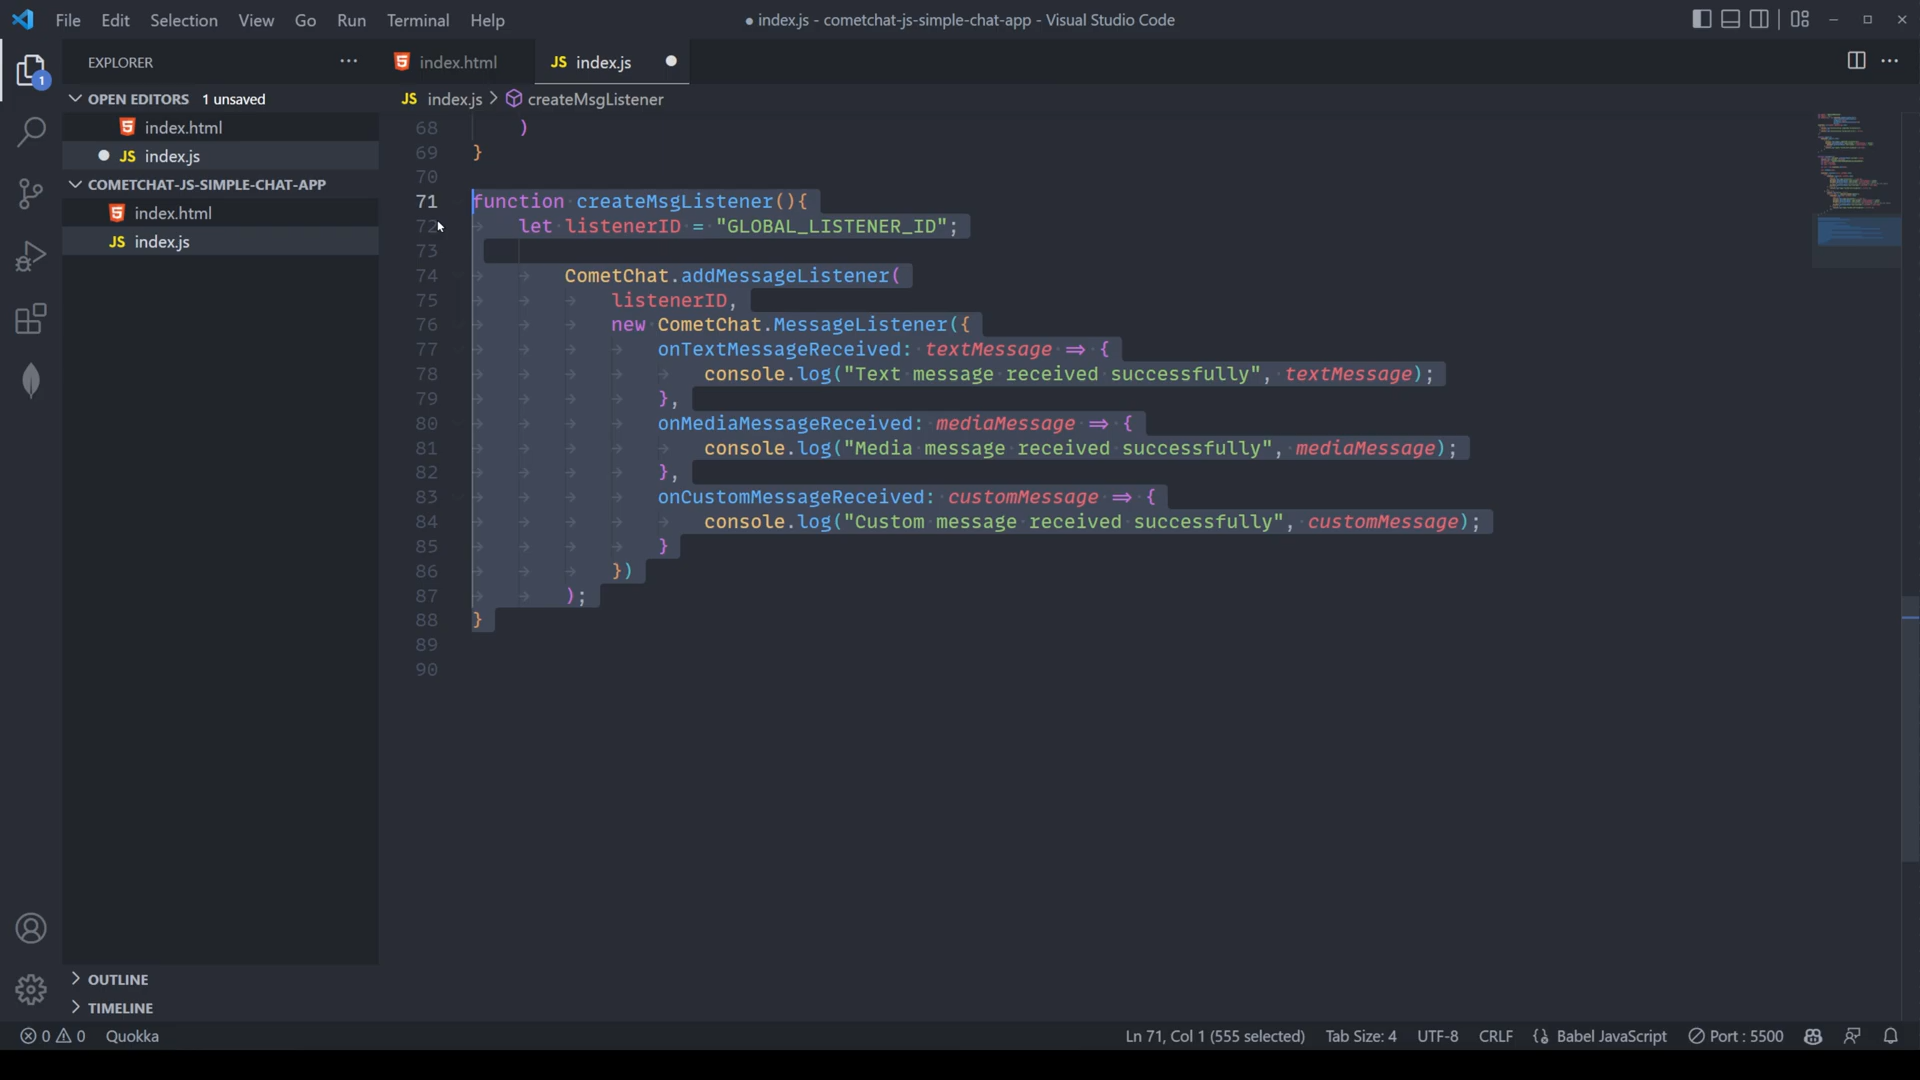 File Edit Selection View Go Run Terminal Help
● index.js - cometchat-js-simple-chat-app - Visual Studio Code
EXPLORER ···
index.html
JS index.js
1
OPEN EDITORS 1 unsaved
index.html
JS index.js
COMETCHAT-JS-SIMPLE-CHAT-APP
index.html
JS index.js
JS index.js > createMsgListener
68 )
69 }
70
71 function createMsgListener(){
72 let listenerID = "GLOBAL_LISTENER_ID";
73
74 CometChat.addMessageListener(
75 listenerID,
76 new CometChat.MessageListener({
77 onTextMessageReceived: textMessage => {
78 console.log("Text message received successfully", textMessage);
79 },
80 onMediaMessageReceived: mediaMessage => {
81 console.log("Media message received successfully", mediaMessage);
82 },
83 onCustomMessageReceived: customMessage => {
84 console.log("Custom message received successfully", customMessage);
85 }
86 })
87 );
88 }
89
90
OUTLINE
TIMELINE
0 0 Quokka
Ln 71, Col 1 (555 selected) Tab Size: 4 UTF-8 CRLF {} Babel JavaScript Port : 5500